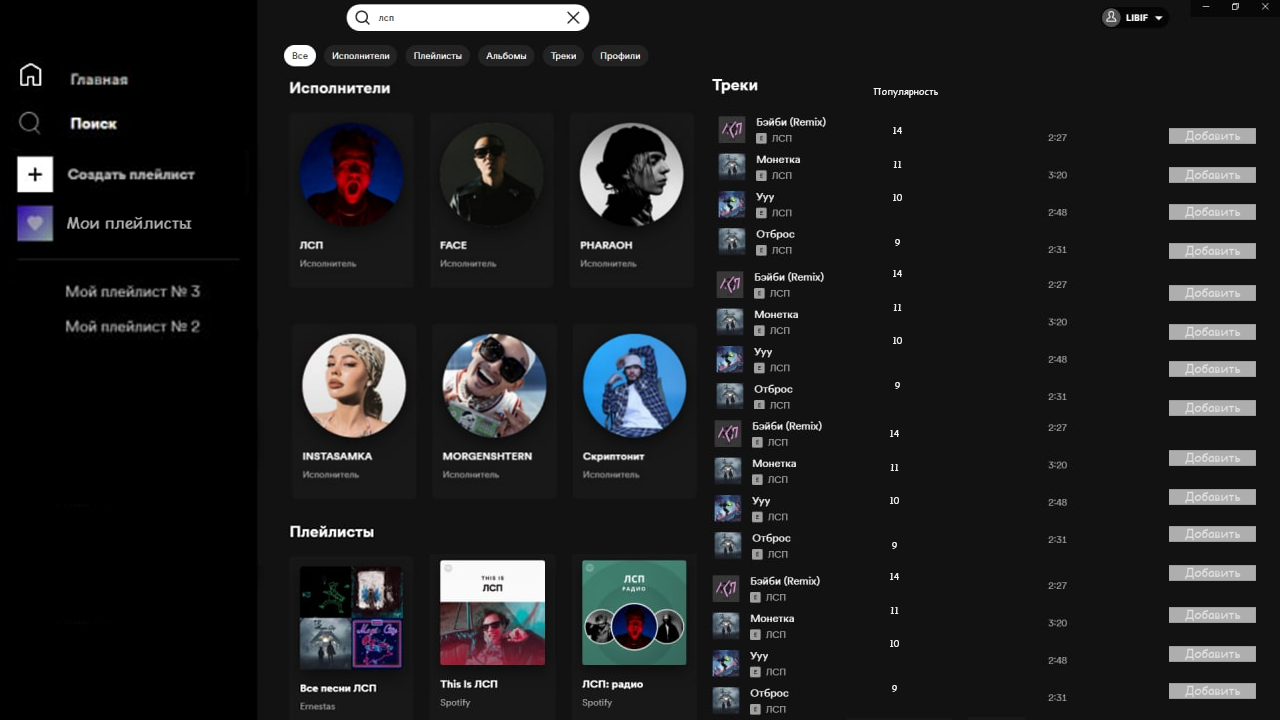 лсп
LIBIF
Главная
Поиск
Создать плейлист
Мои плейлисты
Мой плейлист № 3
Мой плейлист № 2
Все Исполнители Плейлисты Альбомы Треки Профили
Исполнители
ЛСП
Исполнитель
FACE
Исполнитель
PHARAOH
Исполнитель
INSTASAMKA
Исполнитель
MORGENSHTERN
Исполнитель
Скриптонит
Исполнитель
Плейлисты
Все песни ЛСП
Ernestas
THIS IS
ЛСП
This Is ЛСП
Spotify
ЛСП
РАДИО
ЛСП: радио
Spotify
Треки Популярность
Бэйби (Remix) 14
E ЛСП 2:27 Добавить
Монетка 11
E ЛСП 3:20 Добавить
Ууу 10
E ЛСП 2:48 Добавить
Отброс 9
E ЛСП 2:31 Добавить
Бэйби (Remix) 14
E ЛСП 2:27 Добавить
Монетка 11
E ЛСП 3:20 Добавить
Ууу 10
E ЛСП 2:48 Добавить
Отброс 9
E ЛСП 2:31 Добавить
Бэйби (Remix) 14
E ЛСП 2:27 Добавить
Монетка 11
E ЛСП 3:20 Добавить
Ууу 10
E ЛСП 2:48 Добавить
Отброс 9
E ЛСП 2:31 Добавить
Бэйби (Remix) 14
E ЛСП 2:27 Добавить
Монетка 11
E ЛСП 3:20 Добавить
Ууу 10
E ЛСП 2:48 Добавить
Отброс 9
E ЛСП 2:31